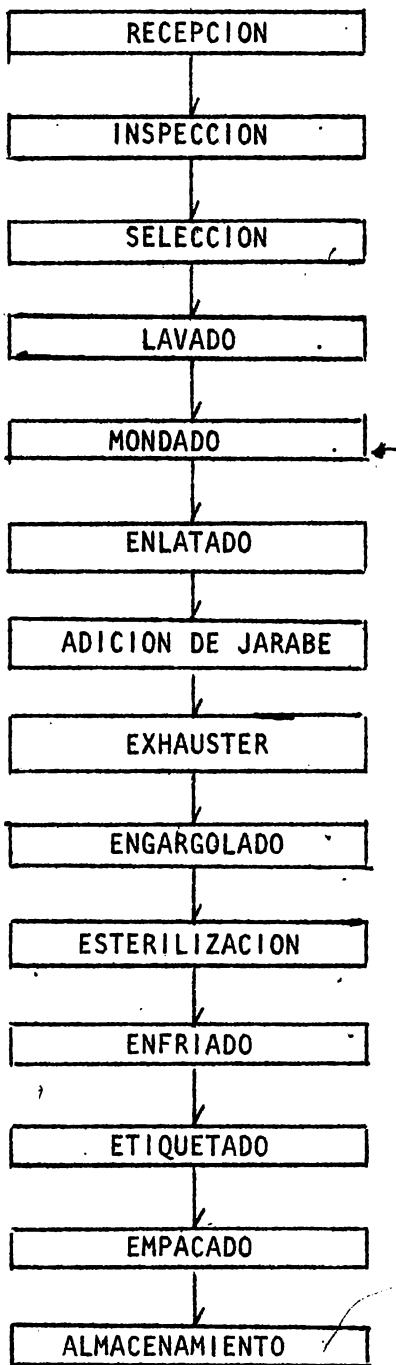 RECEPCION
INSPECCION
SELECCION
LAVADO
MONDADO
ENLATADO
ADICION DE JARABE
EXHAUSTER
ENGARGOLADO
ESTERILIZACION
ENFRIADO
ETIQUETADO
EMPACADO
ALMACENAMIENTO